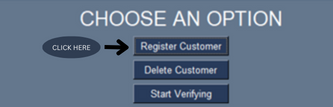 CHOOSE AN OPTION
CLICK HERE
Register Customer
Delete Customer
Start Verifying